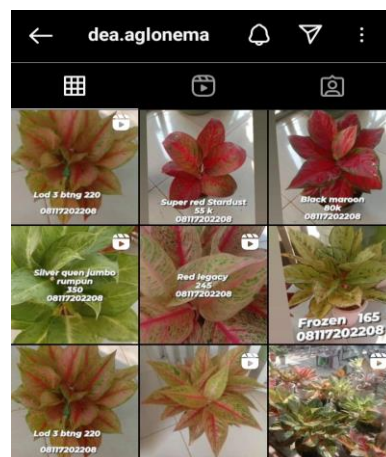 dea.aglonema
Lod 3 btng 220
08117202208
Super red Stardust
55 k
08117202208
Black maroon
80k
08117202208
Silver quen jumbo
rumpun
350
08117202208
Red legacy
245
08117202208
Frozen 165
08117202208
Lod 3 btng 220
08117202208